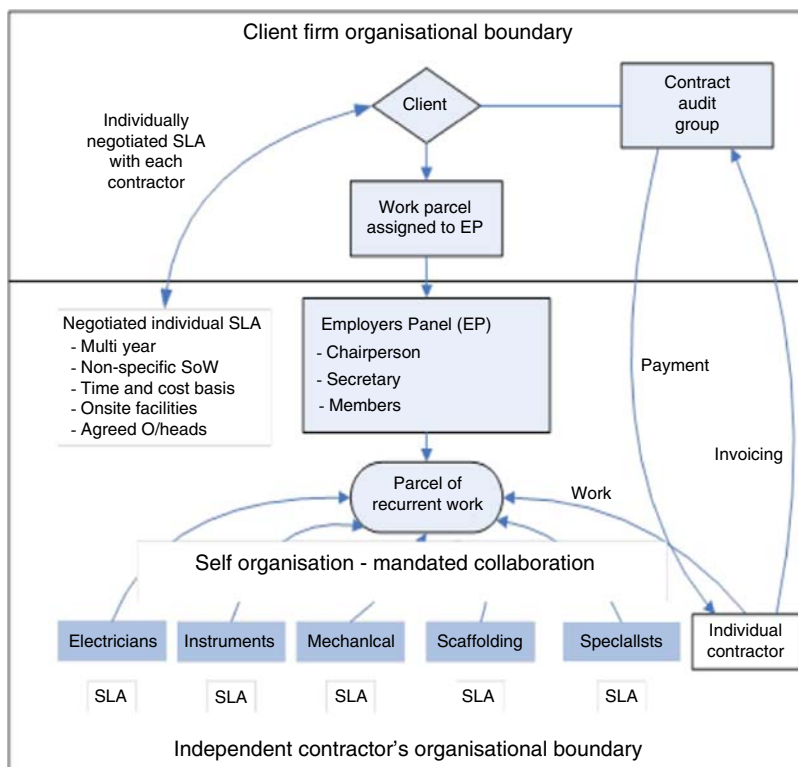 Client firm organisational boundary
Individually
negotiated SLA
with each
contractor
Client
Contract
audit
group
Work parcel
assigned to EP
Negotiated individual SLA
- Multi year
- Non-specific SoW
- Time and cost basis
- Onsite facilities
- Agreed O/heads
Employers Panel (EP)
- Chairperson
- Secretary
- Members
Payment
Invoicing
Parcel of
recurrent work
Work
Self organisation - mandated collaboration
Electricians
Instruments
Mechanlcal
Scaffolding
Speclallsts
Individual
contractor
SLA
SLA
SLA
SLA
SLA
Independent contractor's organisational boundary